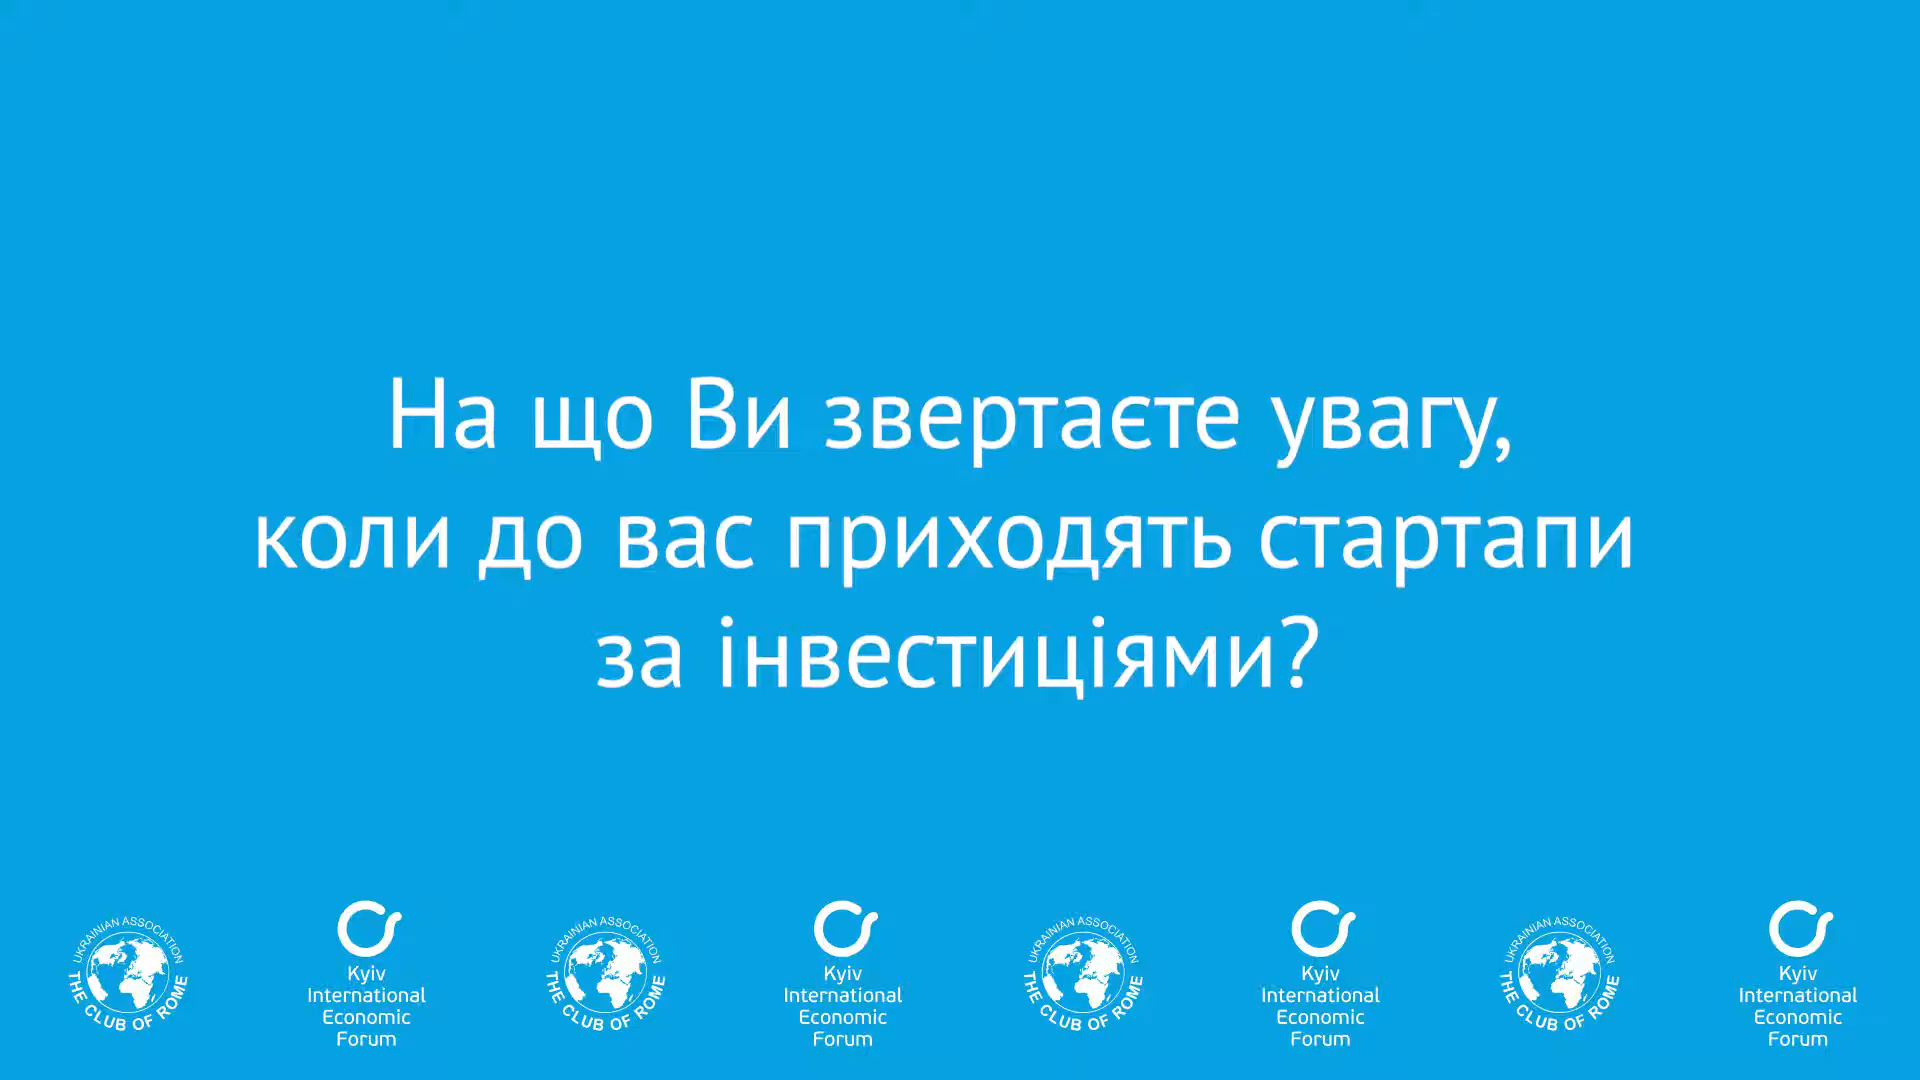 На що Ви звертаєте увагу,
коли до вас приходять стартапи
за інвестиціями?
UKRAINIAN ASSOCIATION
THE CLUB OF ROME
Kyiv
International
Economic
Forum
UKRAINIAN ASSOCIATION
THE CLUB OF ROME
Kyiv
International
Economic
Forum
UKRAINIAN ASSOCIATION
THE CLUB OF ROME
Kyiv
International
Economic
Forum
UKRAINIAN ASSOCIATION
THE CLUB OF ROME
Kyiv
International
Economic
Forum